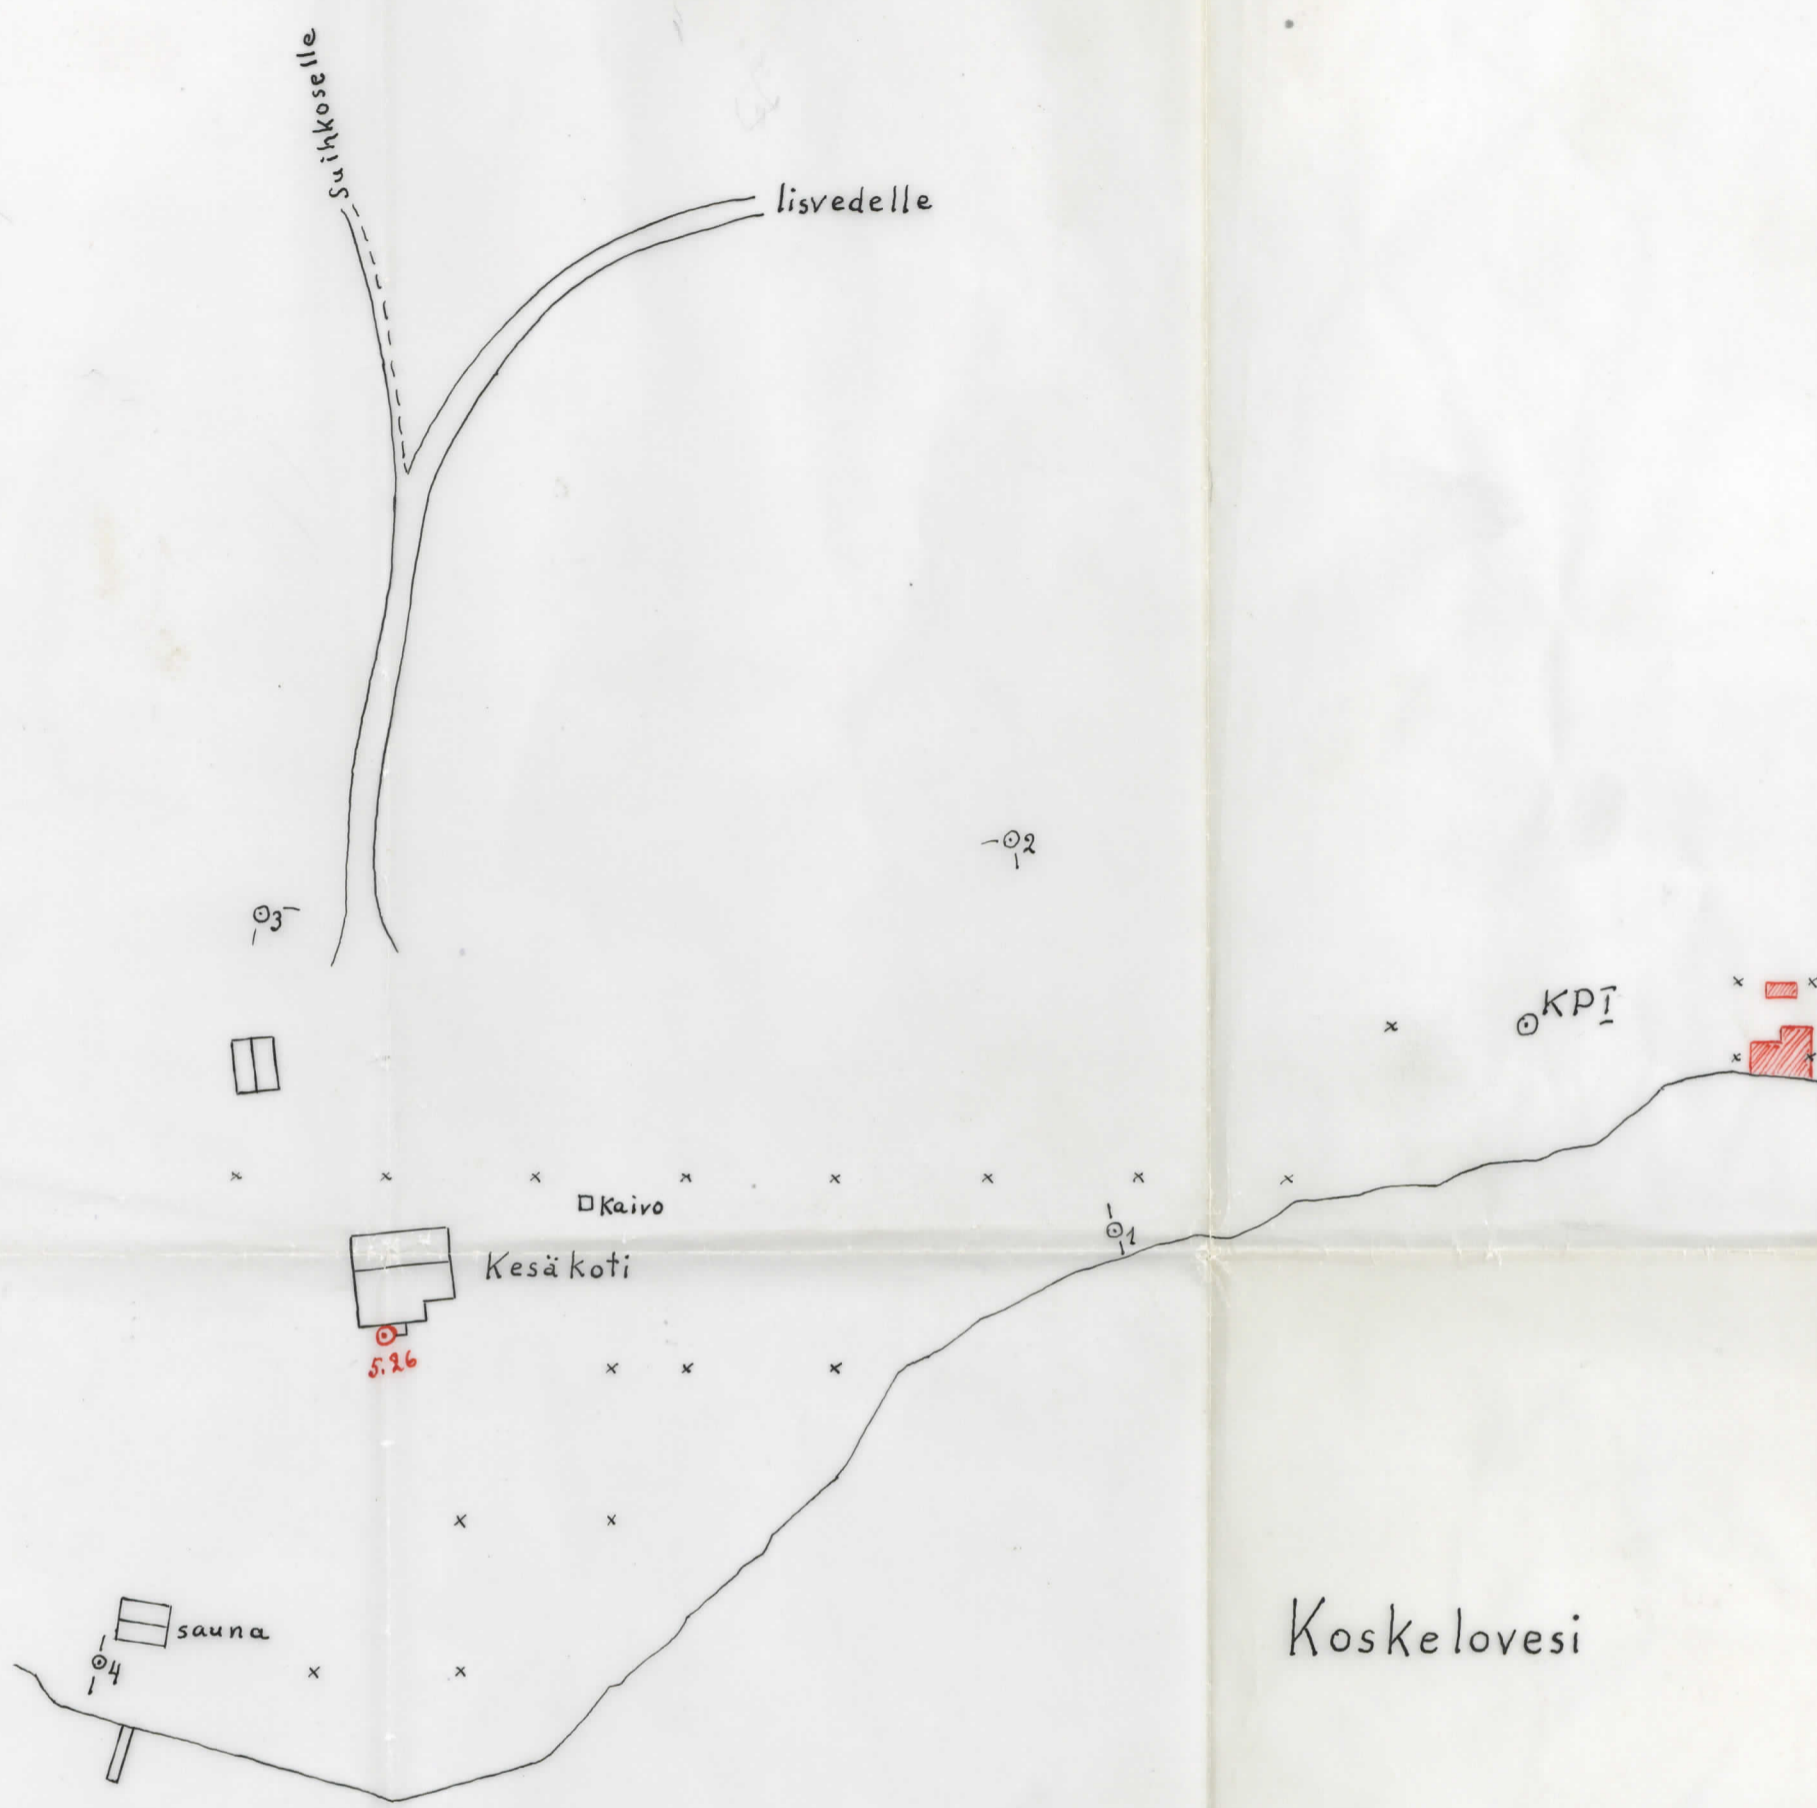 Suihkoselle
Iisvedelle
2
3
KPI
Kaivo
1
Kesäkoti
5.26
sauna
4
Koskelovesi